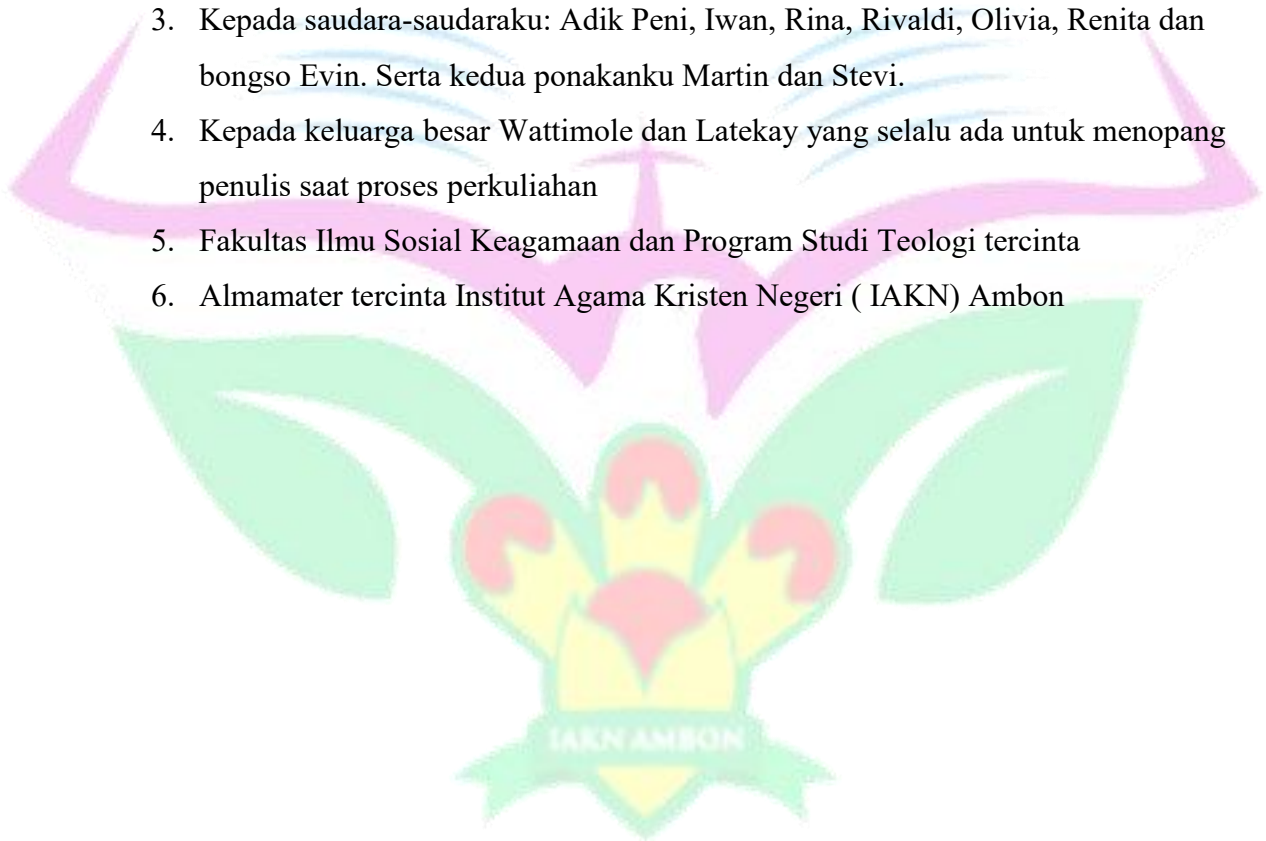 3. Kepada saudara-saudaraku: Adik Peni, Iwan, Rina, Rivaldi, Olivia, Renita dan
bongso Evin. Serta kedua ponakanku Martin dan Stevi.
4. Kepada keluarga besar Wattimole dan Latekay yang selalu ada untuk menopang
penulis saat proses perkuliahan
5. Fakultas Ilmu Sosial Keagamaan dan Program Studi Teologi tercinta
6. Almamater tercinta Institut Agama Kristen Negeri ( IAKN) Ambon
IAKN AMBON